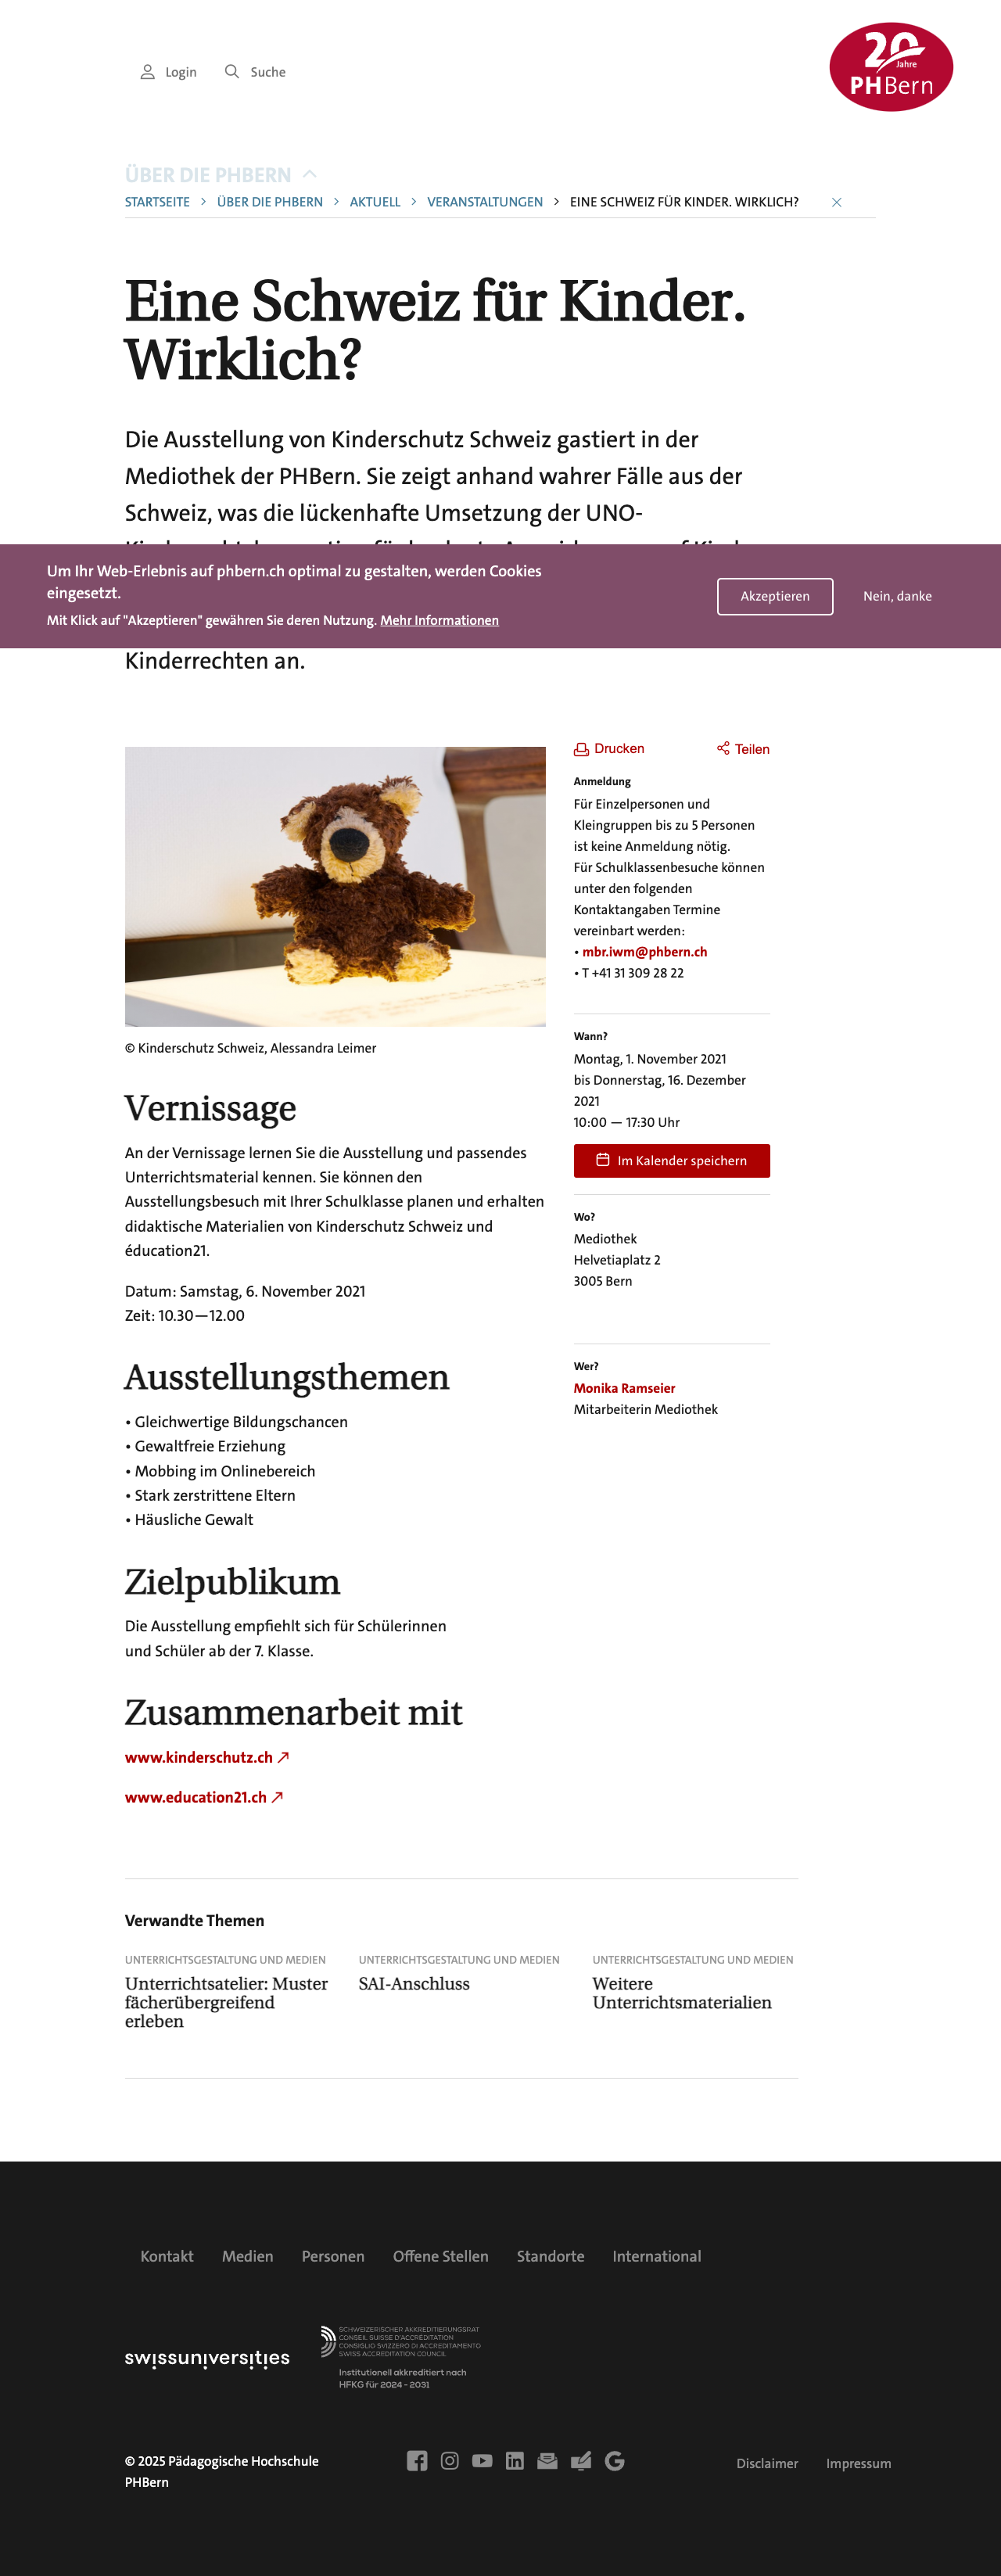 Login
Suche
20
Jahre
PHBern
ÜBER DIE PHBERN
STARTSEITE > ÜBER DIE PHBERN > AKTUELL > VERANSTALTUNGEN > EINE SCHWEIZ FÜR KINDER. WIRKLICH?
Eine Schweiz für Kinder.
Wirklich?
Die Ausstellung von Kinderschutz Schweiz gastiert in der
Mediothek der PHBern. Sie zeigt anhand wahrer Fälle aus der
Schweiz, was die lückenhafte Umsetzung der UNO-
Um Ihr Web-Erlebnis auf phbern.ch optimal zu gestalten, werden Cookies
eingesetzt.
Mit Klick auf "Akzeptieren" gewähren Sie deren Nutzung. Mehr Informationen
Akzeptieren
Nein, danke
Kinderrechten an.
© Kinderschutz Schweiz, Alessandra Leimer
Vernissage
An der Vernissage lernen Sie die Ausstellung und passendes
Unterrichtsmaterial kennen. Sie können den
Ausstellungsbesuch mit Ihrer Schulklasse planen und erhalten
didaktische Materialien von Kinderschutz Schweiz und
éducation21.
Datum: Samstag, 6. November 2021
Zeit: 10.30—12.00
Ausstellungsthemen
• Gleichwertige Bildungschancen
• Gewaltfreie Erziehung
• Mobbing im Onlinebereich
• Stark zerstrittene Eltern
• Häusliche Gewalt
Zielpublikum
Die Ausstellung empfiehlt sich für Schülerinnen
und Schüler ab der 7. Klasse.
Zusammenarbeit mit
www.kinderschutz.ch
www.education21.ch
Drucken
Teilen
Anmeldung
Für Einzelpersonen und
Kleingruppen bis zu 5 Personen
ist keine Anmeldung nötig.
Für Schulklassenbesuche können
unter den folgenden
Kontaktangaben Termine
vereinbart werden:
• mbr.iwm@phbern.ch
• T +41 31 309 28 22
Wann?
Montag, 1. November 2021
bis Donnerstag, 16. Dezember
2021
10:00 — 17:30 Uhr
Im Kalender speichern
Wo?
Mediothek
Helvetiaplatz 2
3005 Bern
Wer?
Monika Ramseier
Mitarbeiterin Mediothek
Verwandte Themen
UNTERRICHTSGESTALTUNG UND MEDIEN
Unterrichtsatelier: Muster
fächerübergreifend
erleben
UNTERRICHTSGESTALTUNG UND MEDIEN
SAI-Anschluss
UNTERRICHTSGESTALTUNG UND MEDIEN
Weitere
Unterrichtsmaterialien
Kontakt
Medien
Personen
Offene Stellen
Standorte
International
swissuniversities
SCHWEIZERISCHER AKKREDITIERUNGSRAT
CONSEIL SUISSE D'ACCRÉDITATION
CONSIGLIO SVIZZERO DI ACCREDITAMENTO
SWISS ACCREDITATION COUNCIL
Institutionell akkreditiert nach
HFKG für 2024 - 2031
© 2025 Pädagogische Hochschule
PHBern
Disclaimer
Impressum